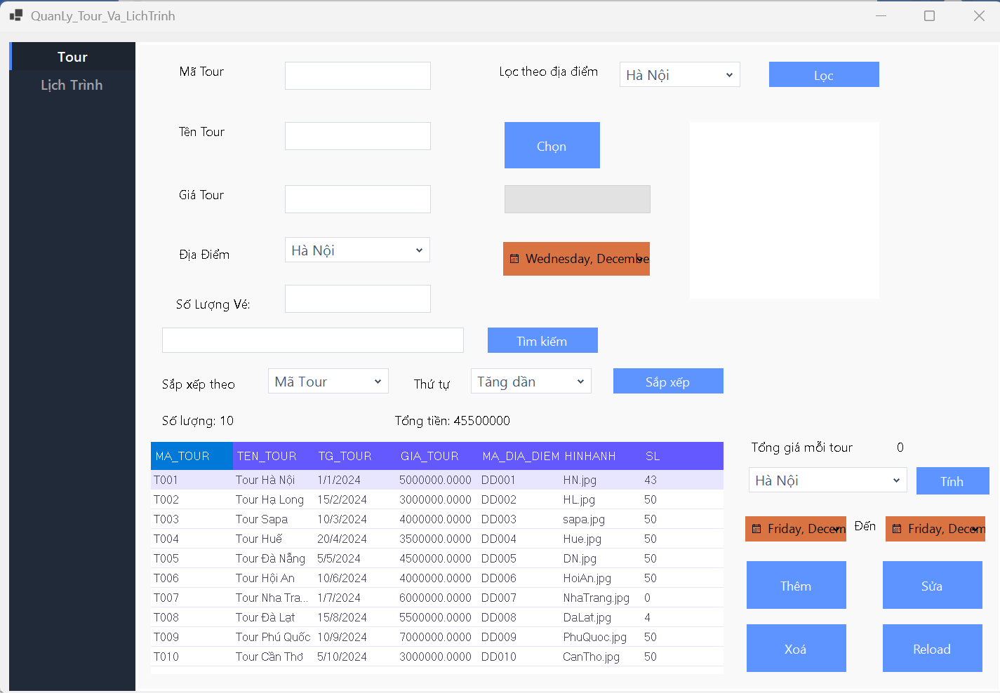 QuanLy_Tour_Va_LichTrinh
Tour
Lịch Trình
Mã Tour
Lọc theo địa điểm
Hà Nội
Lọc
Tên Tour
Chọn
Giá Tour
Địa Điểm
Hà Nội
Wednesday, Decembe
Số Lượng Vé:
Tìm kiếm
Sắp xếp theo
Mã Tour
Thứ tự
Tăng dần
Sắp xếp
Số lượng: 10
Tổng tiền: 45500000
MA_TOUR TEN_TOUR TG_TOUR GIA_TOUR MA_DIA_DIEM HINHANH SL
T001 Tour Hà Nội 1/1/2024 5000000.0000 DD001 HN.jpg 43
T002 Tour Hạ Long 15/2/2024 3000000.0000 DD002 HL.jpg 50
T003 Tour Sapa 10/3/2024 4000000.0000 DD003 sapa.jpg 50
T004 Tour Huế 20/4/2024 3500000.0000 DD004 Hue.jpg 50
T005 Tour Đà Nẵng 5/5/2024 4500000.0000 DD005 DN.jpg 50
T006 Tour Hội An 10/6/2024 4000000.0000 DD006 HoiAn.jpg 50
T007 Tour Nha Tra... 1/7/2024 6000000.0000 DD007 NhaTrang.jpg 0
T008 Tour Đà Lạt 15/8/2024 5500000.0000 DD008 DaLat.jpg 4
T009 Tour Phú Quốc 10/9/2024 7000000.0000 DD009 PhuQuoc.jpg 50
T010 Tour Cần Thơ 5/10/2024 3000000.0000 DD010 CanTho.jpg 50
Tổng giá mỗi tour 0
Hà Nội
Tính
Friday, Decem
Đến
Friday, Decem
Thêm
Sửa
Xoá
Reload